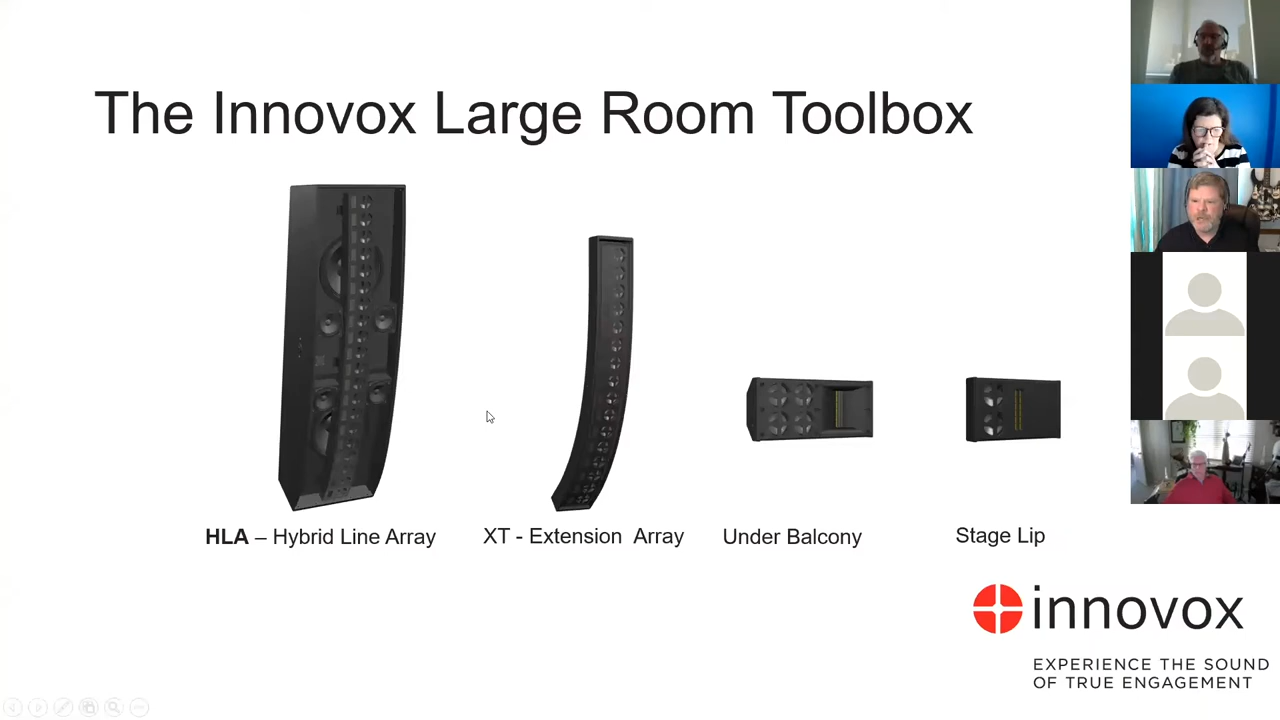 The Innovox Large Room Toolbox
HLA – Hybrid Line Array
XT - Extension  Array
Under Balcony
Stage Lip
innovox
EXPERIENCE THE SOUND
OF TRUE ENGAGEMENT